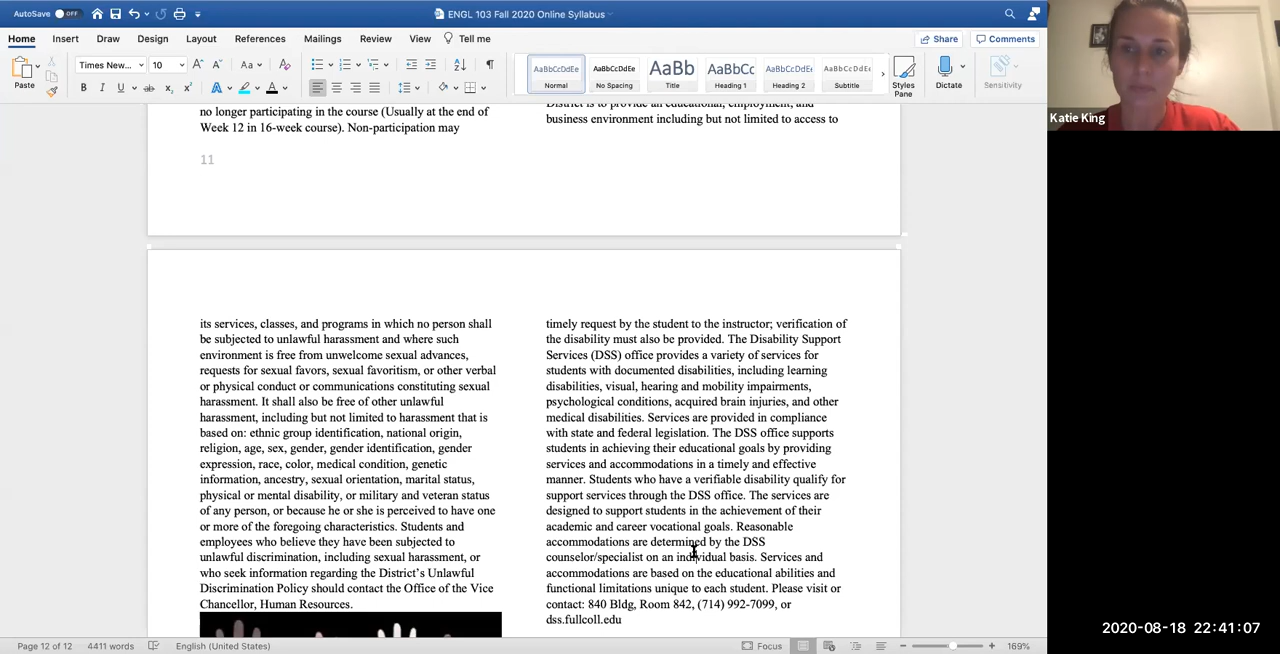 AutoSave OFF
ENGL 103 Fall 2020 Online Syllabus
Home Insert Draw Design Layout References Mailings Review View Tell me
Share Comments
Paste
Times New... 10
AaBbCcDdEe AaBbCcDdEe AaBb AaBbCc AaBbCcDdE AaBbCcDdE
Normal No Spacing Title Heading 1 Heading 2 Subtitle
Styles Pane
Dictate
Sensitivity
Katie King
no longer participating in the course (Usually at the end of
Week 12 in 16-week course). Non-participation may
11
District is to provide an educational, employment, and
business environment including but not limited to access to
its services, classes, and programs in which no person shall
be subjected to unlawful harassment and where such
environment is free from unwelcome sexual advances,
requests for sexual favors, sexual favoritism, or other verbal
or physical conduct or communications constituting sexual
harassment. It shall also be free of other unlawful
harassment, including but not limited to harassment that is
based on: ethnic group identification, national origin,
religion, age, sex, gender, gender identification, gender
expression, race, color, medical condition, genetic
information, ancestry, sexual orientation, marital status,
physical or mental disability, or military and veteran status
of any person, or because he or she is perceived to have one
or more of the foregoing characteristics. Students and
employees who believe they have been subjected to
unlawful discrimination, including sexual harassment, or
who seek information regarding the District's Unlawful
Discrimination Policy should contact the Office of the Vice
Chancellor, Human Resources.
timely request by the student to the instructor; verification of
the disability must also be provided. The Disability Support
Services (DSS) office provides a variety of services for
students with documented disabilities, including learning
disabilities, visual, hearing and mobility impairments,
psychological conditions, acquired brain injuries, and other
medical disabilities. Services are provided in compliance
with state and federal legislation. The DSS office supports
students in achieving their educational goals by providing
services and accommodations in a timely and effective
manner. Students who have a verifiable disability qualify for
support services through the DSS office. The services are
designed to support students in the achievement of their
academic and career vocational goals. Reasonable
accommodations are determined by the DSS
counselor/specialist on an individual basis. Services and
accommodations are based on the educational abilities and
functional limitations unique to each student. Please visit or
contact: 840 Bldg, Room 842, (714) 992-7099, or
dss.fullcoll.edu
Page 12 of 12 4411 words English (United States) Focus 169%
2020-08-18 22:41:07